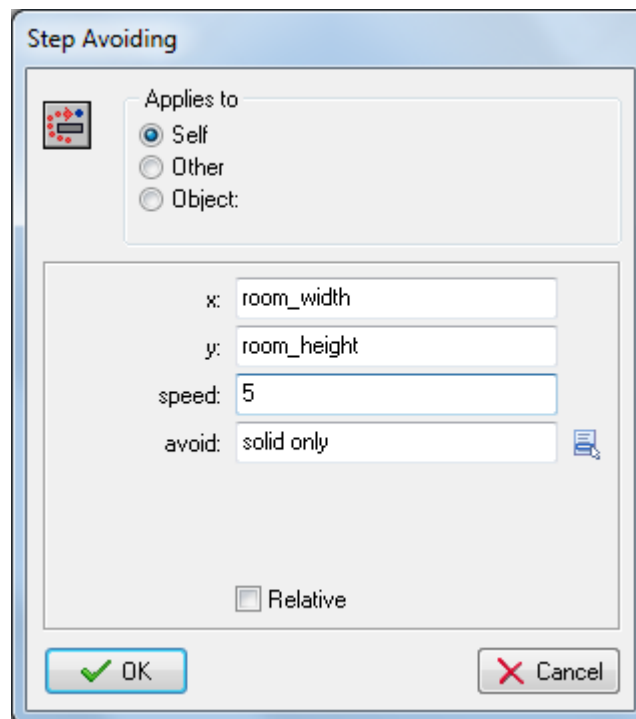 Step Avoiding
Applies to
Self
Other
Object:
x: room_width
y: room_height
speed: 5
avoid: solid only
Relative
OK
Cancel